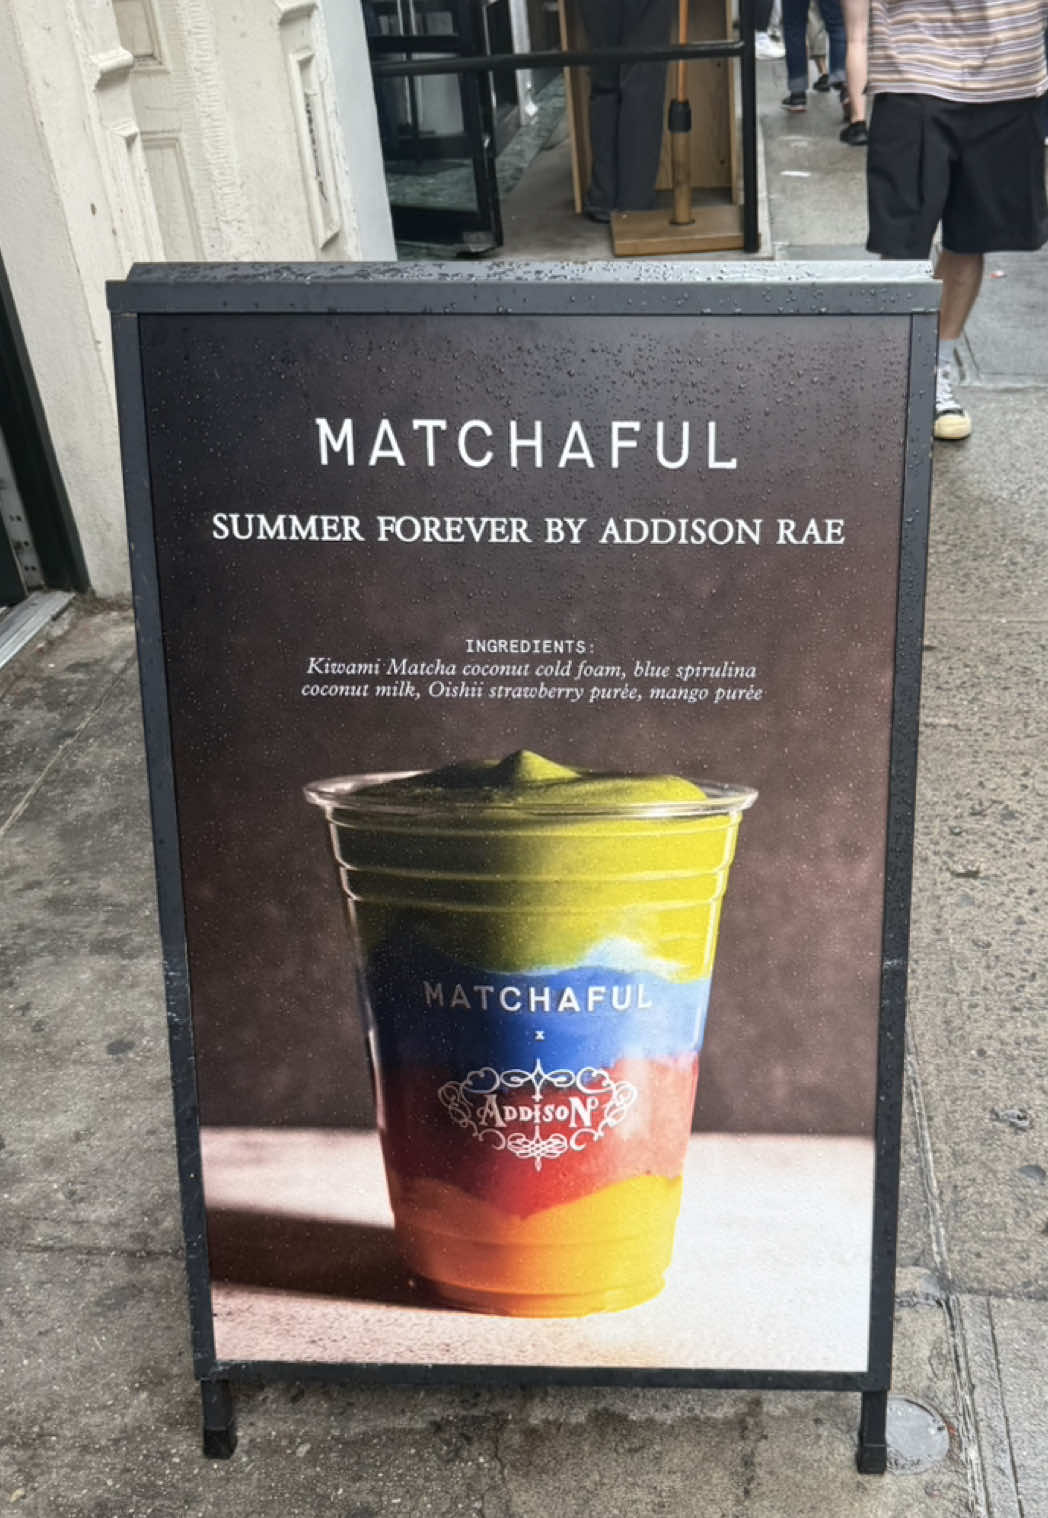 MATCHAFUL
SUMMER FOREVER BY ADDISON RAE
INGREDIENTS:
Kiwami Matcha coconut cold foam, blue spirulina
coconut milk, Oishii strawberry purée, mango purée
MATCHAFUL
x
ADDISON